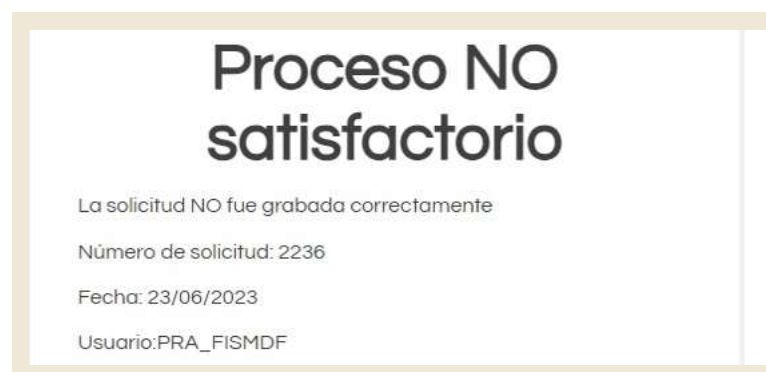 Proceso NO
satisfactorio
La solicitud NO fue grabada correctamente
Número de solicitud: 2236
Fecha: 23/06/2023
Usuario:PRA_FISMDF